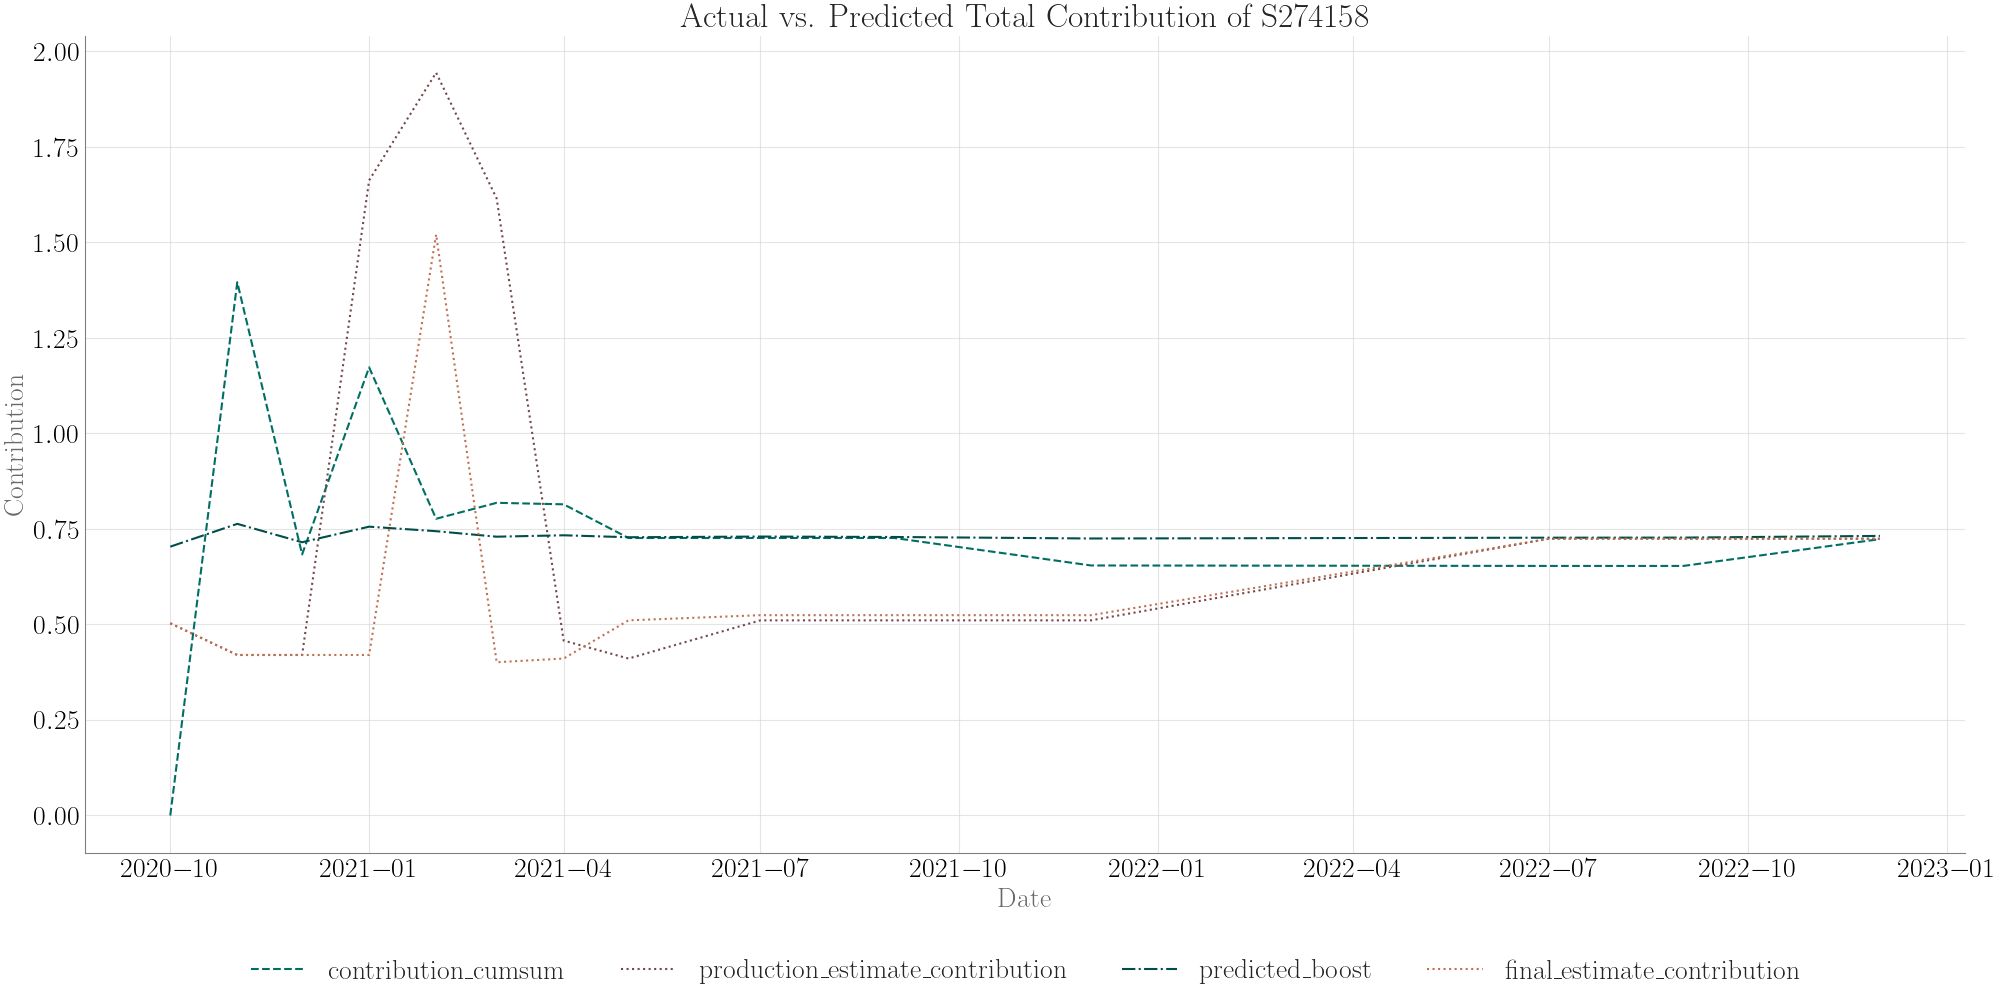 Actual vs. Predicted Total Contribution of S274158
2.00
1.75
1.50
1.25
1.00
0.75
0.50
0.25
0.00
Contribution
2020−10 2021−01 2021−04 2021−07 2021−10 2022−01 2022−04 2022−07 2022−10 2023−01
Date
contribution_cumsum production_estimate_contribution predicted_boost final_estimate_contribution